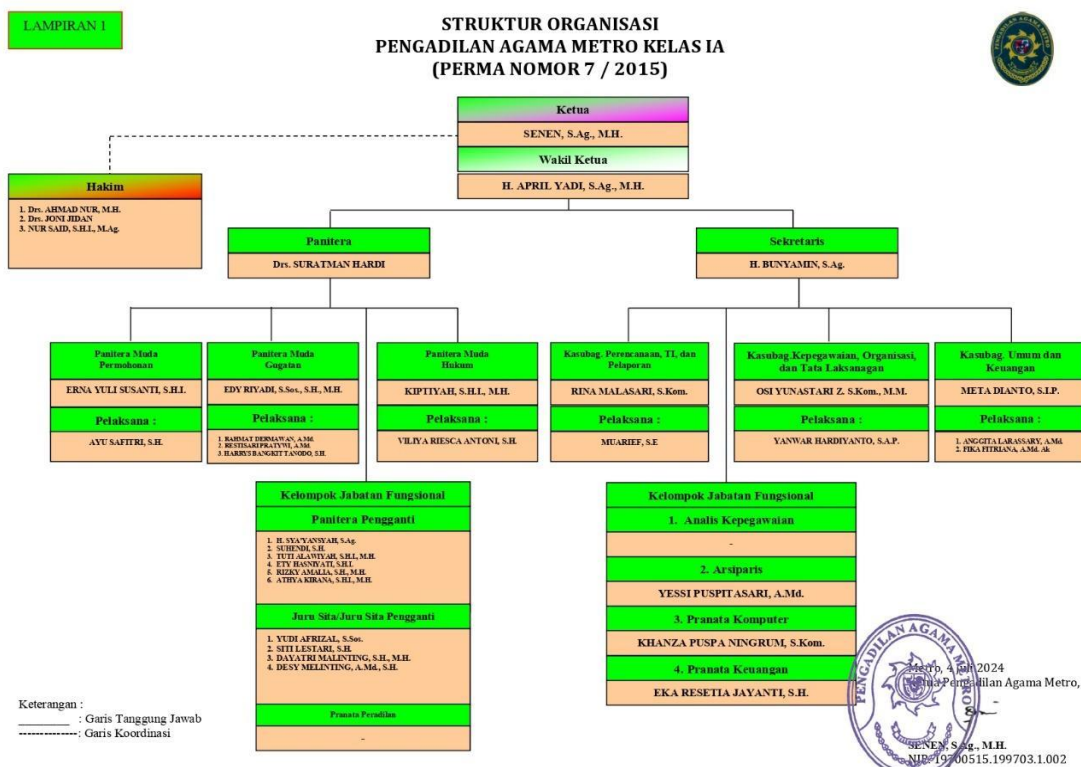 LAMPIRAN 1
STRUKTUR ORGANISASI
PENGADILAN AGAMA METRO KELAS IA
(PERMA NOMOR 7 / 2015)
Ketua
SENEN, S.Ag., M.H.
Wakil Ketua
H. APRIL YADI, S.Ag., M.H.
Hakim
1. Drs. AHMAD NUR, M.H.
2. Drs. JONI JIDAN
3. NUR SAID, S.H.I., M.Ag.
Panitera
Drs. SURATMAN HARDI
Sekretaris
H. BUNYAMIN, S.Ag.
Panitera Muda
Permohonan
ERNA YULI SUSANTI, S.H.I.
Pelaksana :
AYU SAFITRI, S.H.
Panitera Muda
Gugatan
EDY RIYADI, S.Sos., S.H., M.H.
Pelaksana :
1. RAHMAT DERMAWAN, A.Md.
2. RESTISARI PRATYWI, A.Md.
3. HARRYS BANGKIT TANODO, S.H.
Panitera Muda
Hukum
KIPTIYAH, S.H.I., M.H.
Pelaksana :
VILIYA RIESCA ANTONI, S.H.
Kasubag. Perencanaan, TI, dan
Pelaporan
RINA MALASARI, S.Kom.
Pelaksana :
MUARIEF, S.E
Kasubag.Kepegawaian, Organisasi,
dan Tata Laksanagan
OSI YUNASTARI Z. S.Kom., M.M.
Pelaksana :
YANWAR HARDIYANTO, S.A.P.
Kasubag. Umum dan
Keuangan
META DIANTO, S.I.P.
Pelaksana :
1. ANGGITA LARASSARY, A.Md.
2. FIKA FITRIANA, A.Md. Ak
Kelompok Jabatan Fungsional
Panitera Pengganti
1. H. SYA'YANSYAH, S.Ag.
2. SUHENDI, S.H.
3. TUTI ALAWIYAH, S.H.I., M.H.
4. ETY HASNIYATI, S.H.I.
5. RIZKY AMALIA, S.H., M.H.
6. ATHYA KIRANA, S.H.I., M.H.
Juru Sita/Juru Sita Pengganti
1. YUDI AFRIZAL, S.Sos.
2. SITI LESTARI, S.H.
3. DAYATRI MALINTING, S.H., M.H.
4. DESY MELINTING, A.Md., S.H.
Pranata Peradilan
-
Kelompok Jabatan Fungsional
1. Analis Kepegawaian
-
2. Arsiparis
YESSI PUSPITASARI, A.Md.
3. Pranata Komputer
KHANZA PUSPA NINGRUM, S.Kom.
4. Pranata Keuangan
EKA RESETIA JAYANTI, S.H.
Keterangan :
________ : Garis Tanggung Jawab
-------------: Garis Koordinasi
PENGADILAN AGAMA METRO
Metro, 4 Juli 2024
Ketua Pengadilan Agama Metro,
SENEN, S.Ag., M.H.
NIP. 19700515.199703.1.002